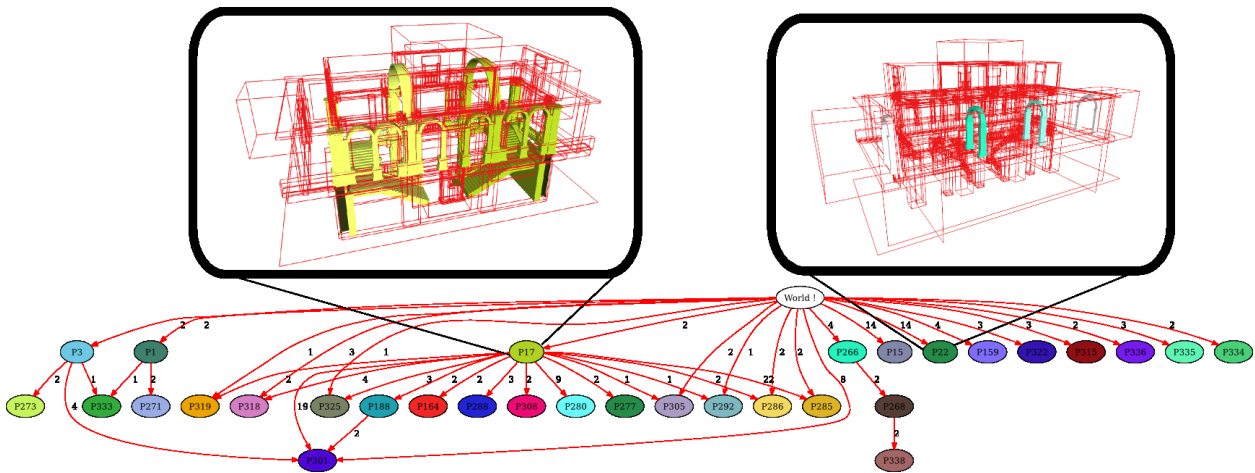 World !
2 2 2 4 14 14 4 3 3 2 3 2
P3 P1 1 3 1 P17 2 1 2 2 P266 P15 P22 P159 P322 P315 P336 P335 P334
2 1 2 2 4 3 2 2 3 2 9 2 1 1 2 22 8 2
P273 4 P333 P271 P319 P318 19 P325 P188 P164 P288 P308 P280 P277 P305 P292 P286 P285 P268
2 2
P301 P338